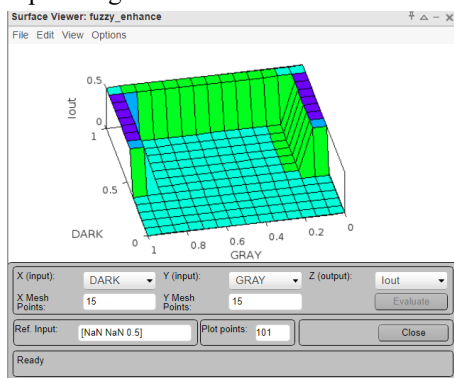 Surface Viewer: fuzzy_enhance
File Edit View Options
0.5
Iout
0
1
0.5
DARK
0
1
0.8
0.6
0.4
0.2
0
GRAY
X (input): DARK Y (input): GRAY Z (output): Iout
X Mesh Points: 15 Y Mesh Points: 15 Evaluate
Ref. Input: [NaN NaN 0.5] Plot points: 101 Close
Ready